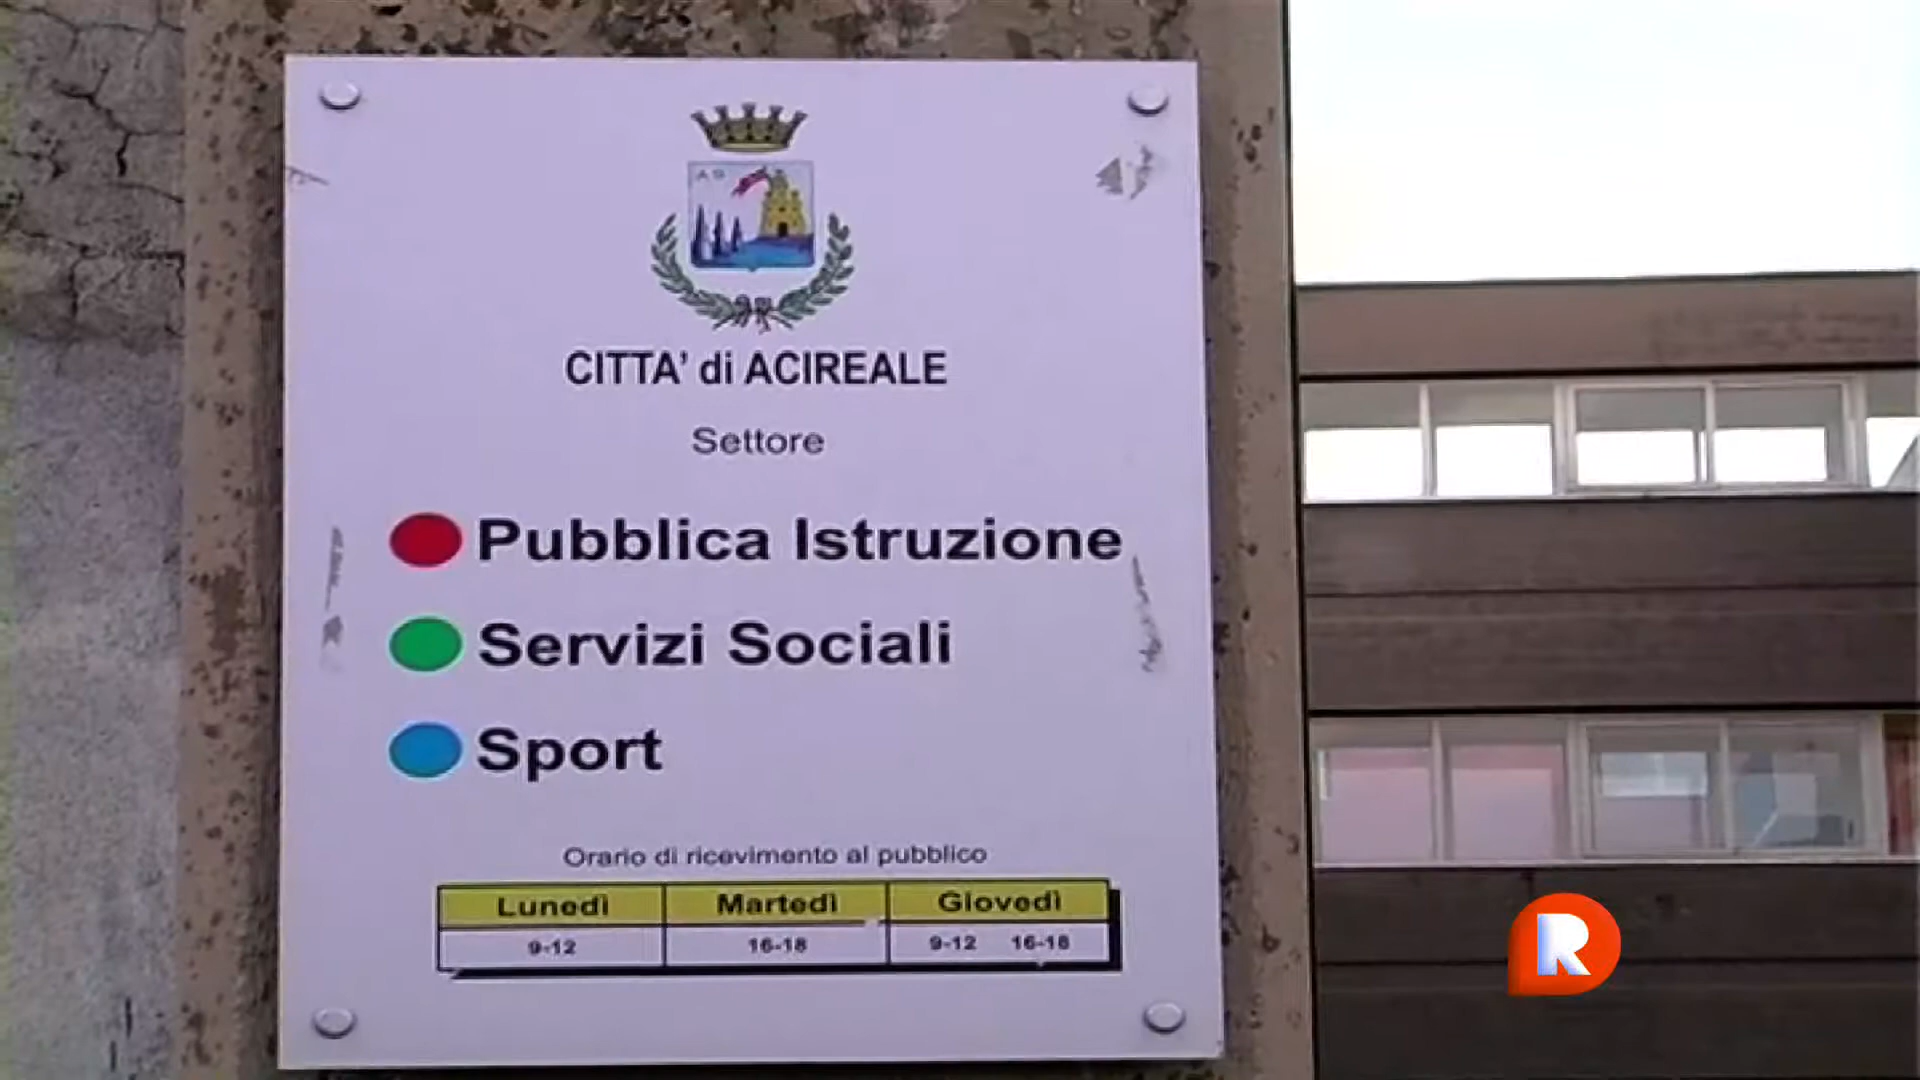 CITTA' di ACIREALE
Settore
Pubblica Istruzione
Servizi Sociali
Sport
Orario di ricevimento al pubblico
Lunedì Martedì Giovedì
9-12 16-18 9-12 16-18
R